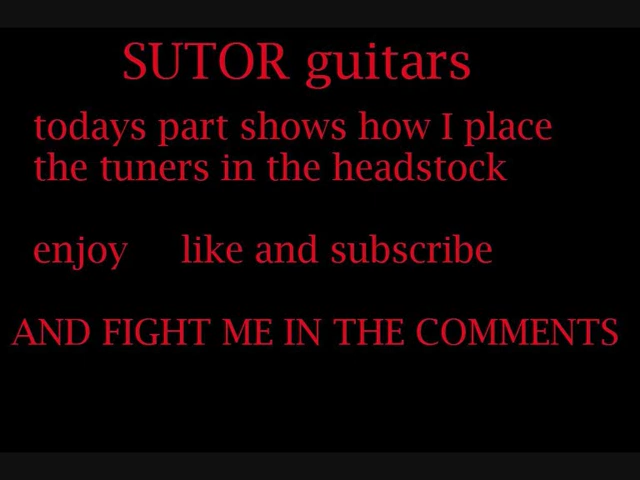 SUTOR guitars
todays part shows how I place
the tuners in the headstock
enjoy like and subscribe
AND FIGHT ME IN THE COMMENTS